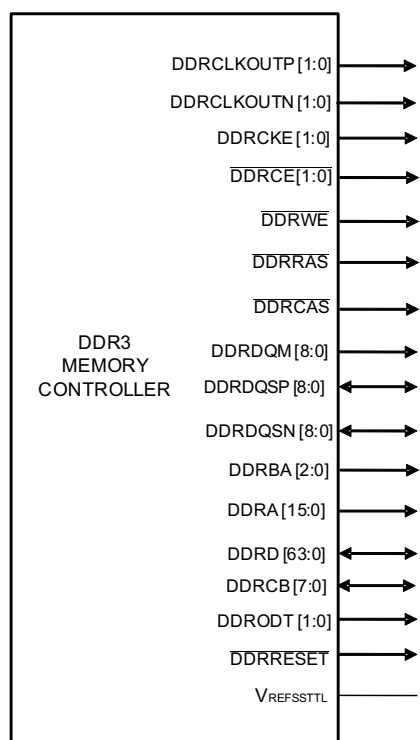 DDRCLKOUTP[1:0]
DDRCLKOUTN[1:0]
DDRCKE[1:0]
DDRCE[1:0]
DDRWE
DDRRAS
DDRCAS
DDR3
MEMORY
CONTROLLER
DDRDQM[8:0]
DDRDQSP[8:0]
DDRDQSN[8:0]
DDRBA[2:0]
DDRA[15:0]
DDRD[63:0]
DDRCB[7:0]
DDRODT[1:0]
DDRRESET
VREFSSTL